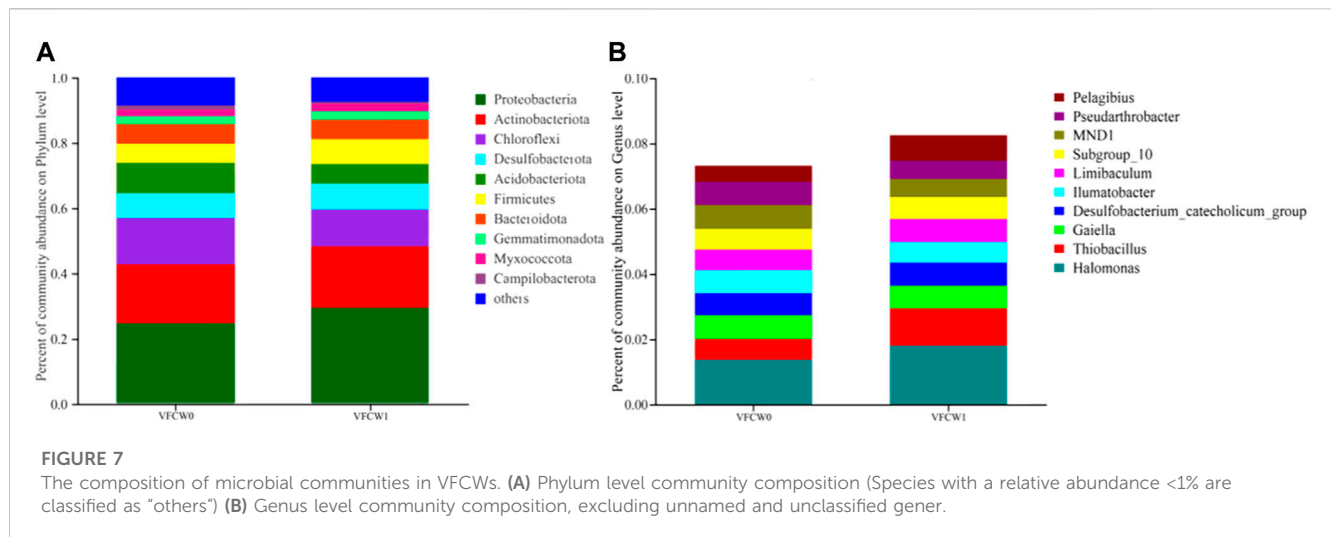 A
Percent of community abundance on Phylum level
1.0
0.8
0.6
0.4
0.2
0.0
VFCW0
VFCW1
Proteobacteria
Actinobacteriota
Chloroflexi
Desulfobacterota
Acidobacteriota
Firmicutes
Bacteroidota
Gemmatimonadota
Myxococcota
Campilobacterota
others
B
Percent of community abundance on Genus level
0.10
0.08
0.06
0.04
0.02
0.00
VFCW0
VFCW1
Pelagibius
Pseudarthrobacter
MND1
Subgroup_10
Limibaculum
Ilumatobacter
Desulfobacterium_catecholicum_group
Gaiella
Thiobacillus
Halomonas
FIGURE 7
The composition of microbial communities in VFCWs. (A) Phylum level community composition (Species with a relative abundance <1% are
classified as “others”) (B) Genus level community composition, excluding unnamed and unclassified gener.